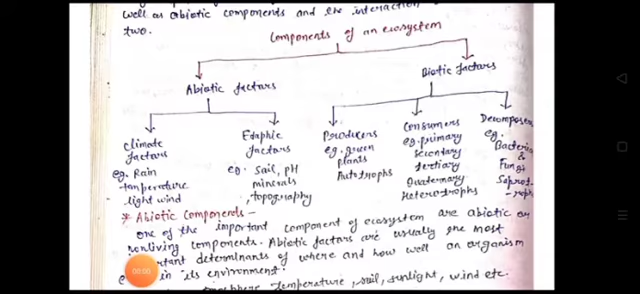 well as abiotic components and the interaction
two.
Components of an ecosystem
Abiotic factors
Biotic factors
Climate factors
eg. Rain
temperature
light wind
Edaphic factors
eg. Soil, PH
minerals
, topography
Producers
eg. green
plants
Autotrophs
Consumers
eg. primary
secondary
tertiary
Quaternary
Heterotrophs
Decomposers
eg.
Bacteria
&
Fungi
Saprot-
-roph
* Abiotic Components -
One of the important component of ecosystem are abiotic or
nonliving components. Abiotic factors are usually the most
determinants of where and how well an organism
in its environment.
temperature, soil, sunlight, wind etc.
00:00